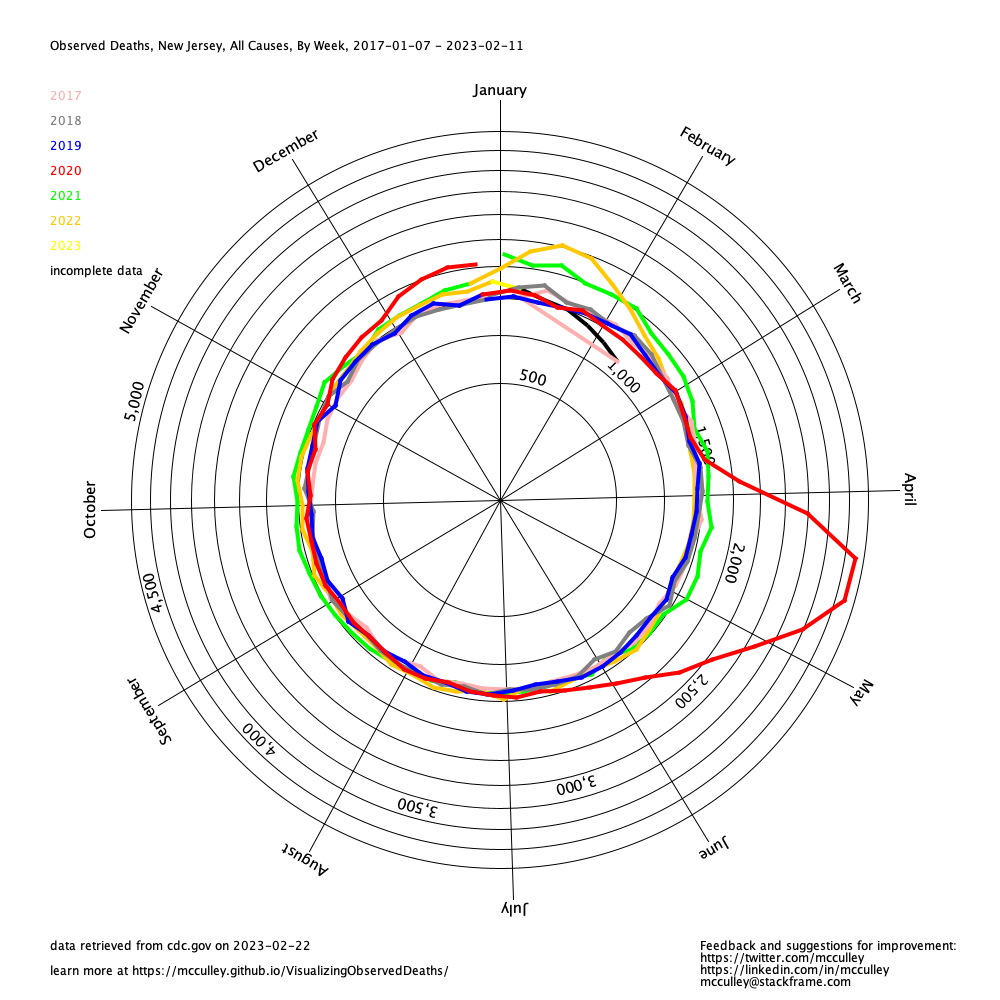 Observed Deaths, New Jersey, All Causes, By Week, 2017-01-07 - 2023-02-11
January
2017
2018
2019
2020
2021
2022
2023
incomplete data
December
February
November
March
500
1,000
5,000
1,500
October
April
2,000
4,500
September
May
2,500
4,000
3,000
3,500
August
June
July
data retrieved from cdc.gov on 2023-02-22
learn more at https://mcculley.github.io/VisualizingObservedDeaths/
Feedback and suggestions for improvement:
https://twitter.com/mcculley
https://linkedin.com/in/mcculley
mcculley@stackframe.com